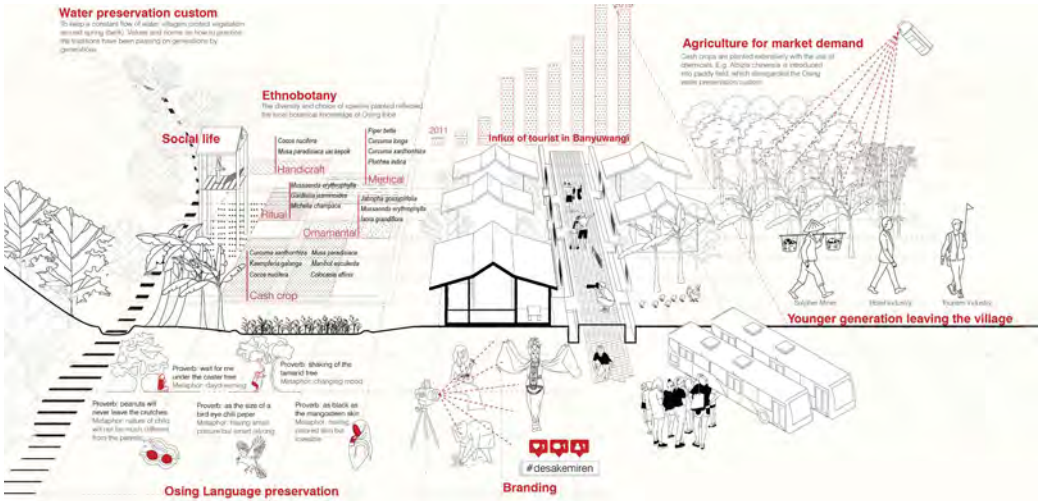 Water preservation custom
To keep a constant flow of water, villagers planted vegetation
around spring (belik). Values and norms on how to practice
the traditions have been passing on generations by
generations.
Ethnobotany
The diversity and choice of species planted reflected
the local botanical knowledge of Osing tribe
Social life
Cocos nucifera
Musa paradisiaca var.kepok
Handicraft
Piper betle
Curcuma longa
Curcuma xanthorrhiza
Pluchea indica
Medical
Mussaenda erythrophylla
Gardenia jasminoides
Michelia champaca
Ritual
Jatropha gossypiifolia
Mussaenda erythrophylla
Ixora grandiflora
Ornamental
Curcuma xanthorrhiza
Kaempferia galanga
Cocos nucifera
Musa paradisiaca
Manihot esculenta
Colocasia
Cash crop
2011
Influx of tourist in Banyuwangi
Agriculture for market demand
Cash crops are planted extensively with the use of
chemicals. E.g. Albizia chinensis is introduced
into paddy field, which disregarded the Osing
water preservation custom
Sulpher Miner
Hotel industry
Tourism Industry
Younger generation leaving the village
Proverb: wait for me
under the caster tree
Metaphor: daydreaming
Proverb: shaking of the
tamarind tree
Metaphor: changing mood
Proverb: peanuts will
never leave the crutches
Metaphor: nature of child
will not be much different
from the parents
Proverb: as the size of a
bird eye chili peper
Metaphor: having small
posture but smart /strong
Proverb: as black as
the mangosteen skin
Metaphor: having
skin but
loveable
Osing Language preservation
#desakemiren
Branding